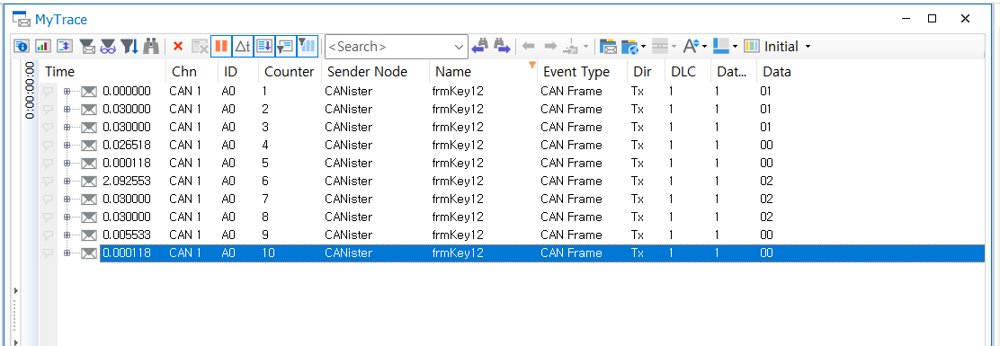 MyTrace
<Search> Initial
0:00:00:00
Time Chn ID Counter Sender Node Name Event Type Dir DLC Dat... Data
0.000000 CAN 1 A0 1 CANister frmKey12 CAN Frame Tx 1 1 01
0.030000 CAN 1 A0 2 CANister frmKey12 CAN Frame Tx 1 1 01
0.030000 CAN 1 A0 3 CANister frmKey12 CAN Frame Tx 1 1 01
0.026518 CAN 1 A0 4 CANister frmKey12 CAN Frame Tx 1 1 00
0.000118 CAN 1 A0 5 CANister frmKey12 CAN Frame Tx 1 1 00
2.092553 CAN 1 A0 6 CANister frmKey12 CAN Frame Tx 1 1 02
0.030000 CAN 1 A0 7 CANister frmKey12 CAN Frame Tx 1 1 02
0.030000 CAN 1 A0 8 CANister frmKey12 CAN Frame Tx 1 1 02
0.005533 CAN 1 A0 9 CANister frmKey12 CAN Frame Tx 1 1 00
0.000118 CAN 1 A0 10 CANister frmKey12 CAN Frame Tx 1 1 00